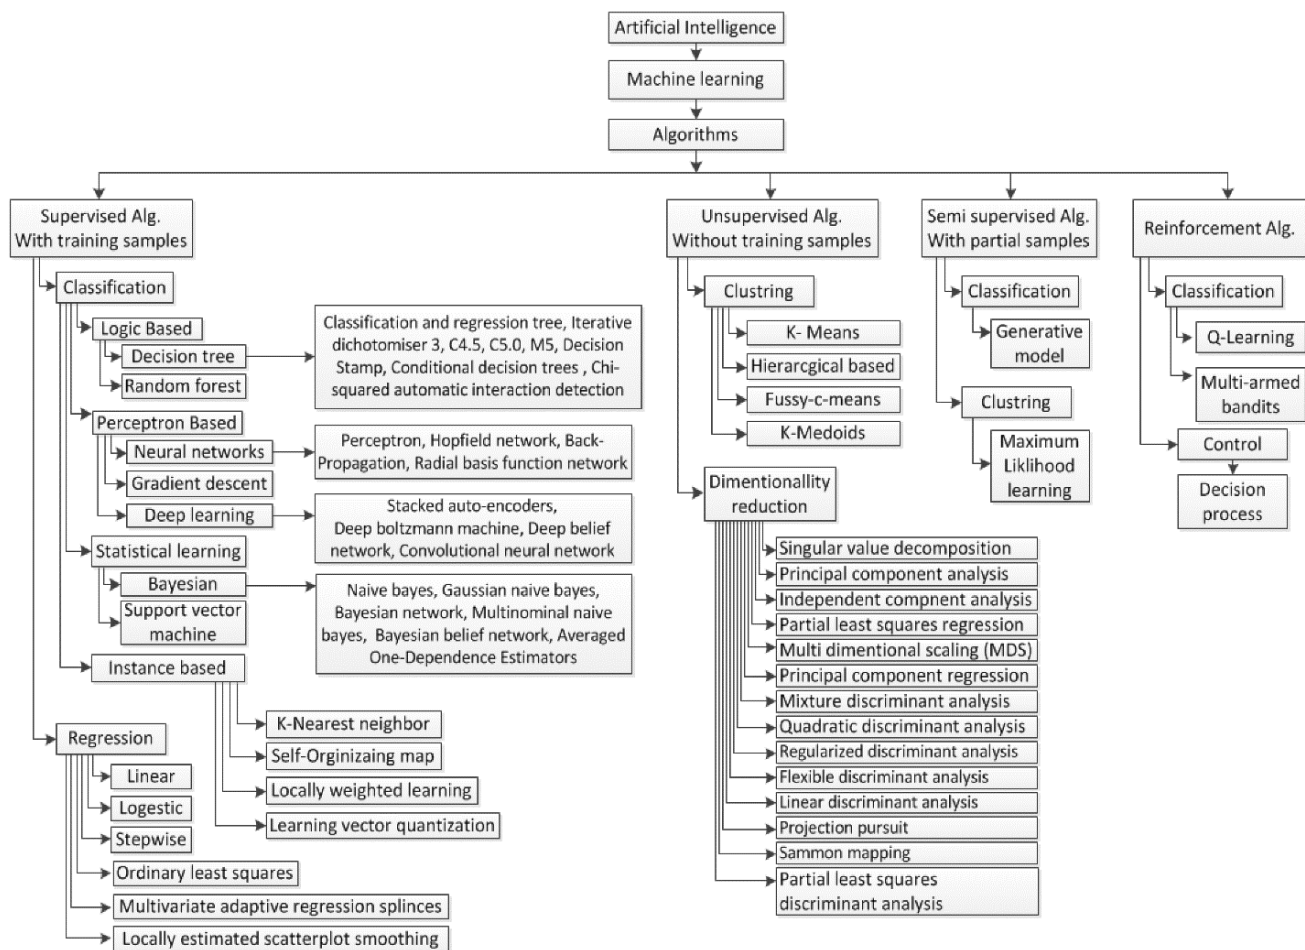 Artificial Intelligence
Machine learning
Algorithms
Supervised Alg.
With training samples
Classification
Logic Based
Decision tree
Random forest
Classification and regression tree, Iterative
dichotomiser 3, C4.5, C5.0, M5, Decision
Stamp, Conditional decision trees , Chi-
squared automatic interaction detection
Perceptron Based
Neural networks
Perceptron, Hopfield network, Back-
Propagation, Radial basis function network
Gradient descent
Deep learning
Stacked auto-encoders,
Deep boltzmann machine, Deep belief
network, Convolutional neural network
Statistical learning
Bayesian
Naive bayes, Gaussian naive bayes,
Bayesian network, Multinominal naive
bayes, Bayesian belief network, Averaged
One-Dependence Estimators
Support vector
machine
Instance based
K-Nearest neighbor
Self-Orginizaing map
Locally weighted learning
Learning vector quantization
Regression
Linear
Logestic
Stepwise
Ordinary least squares
Multivariate adaptive regression splinces
Locally estimated scatterplot smoothing
Unsupervised Alg.
Without training samples
Clustring
K- Means
Hierarcgical based
Fussy-c-means
K-Medoids
Dimentionallity
reduction
Singular value decomposition
Principal component analysis
Independent compnent analysis
Partial least squares regression
Multi dimentional scaling (MDS)
Principal component regression
Mixture discriminant analysis
Quadratic discriminant analysis
Regularized discriminant analysis
Flexible discriminant analysis
Linear discriminant analysis
Projection pursuit
Sammon mapping
Partial least squares
discriminant analysis
Semi supervised Alg.
With partial samples
Classification
Generative
model
Clustring
Maximum
Liklihood
learning
Reinforcement Alg.
Classification
Q-Learning
Multi-armed
bandits
Control
Decision
process